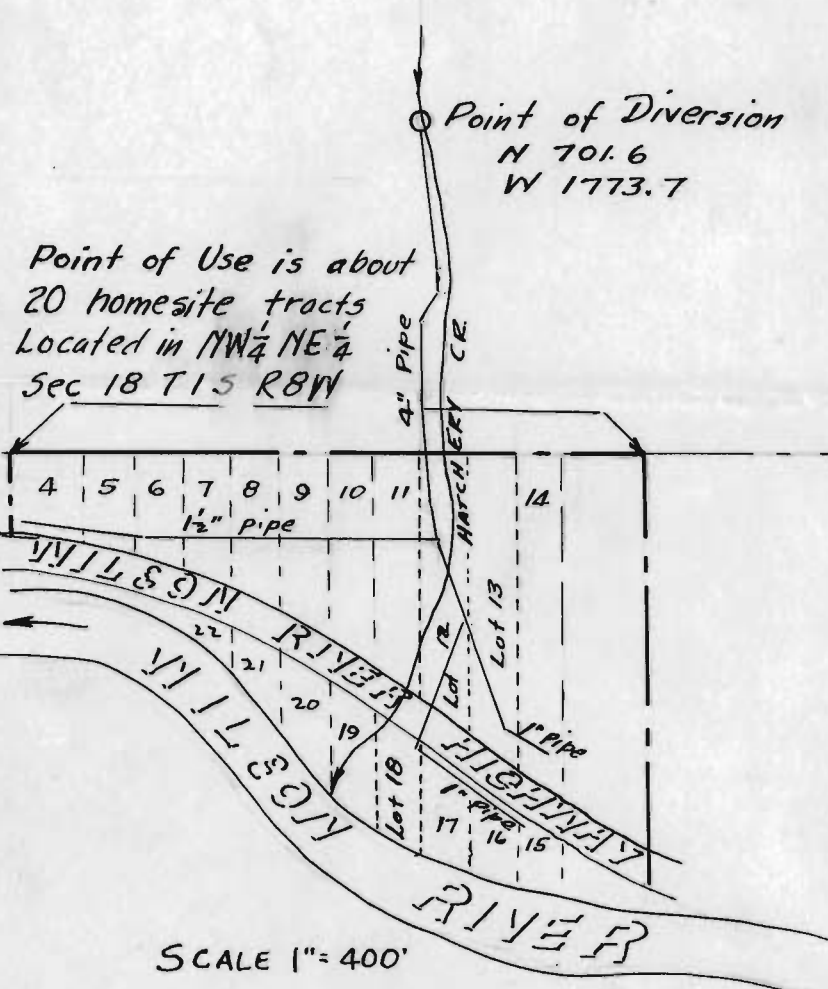 Point of Diversion
N 701.6
W 1773.7
Point of Use is about
20 homesite tracts
Located in NW¼ NE¼
Sec 18 T1S R8W
4" Pipe
HATCHERY CR.
4 5 6 7 8 9 10 11 14
1½" pipe
Lot 13
Lot 12
WILSON RIVER HIGHWAY
22
21
20
19
1" pipe
Lot 18
1" pipe
17
16
15
WILSON RIVER
SCALE 1"= 400'